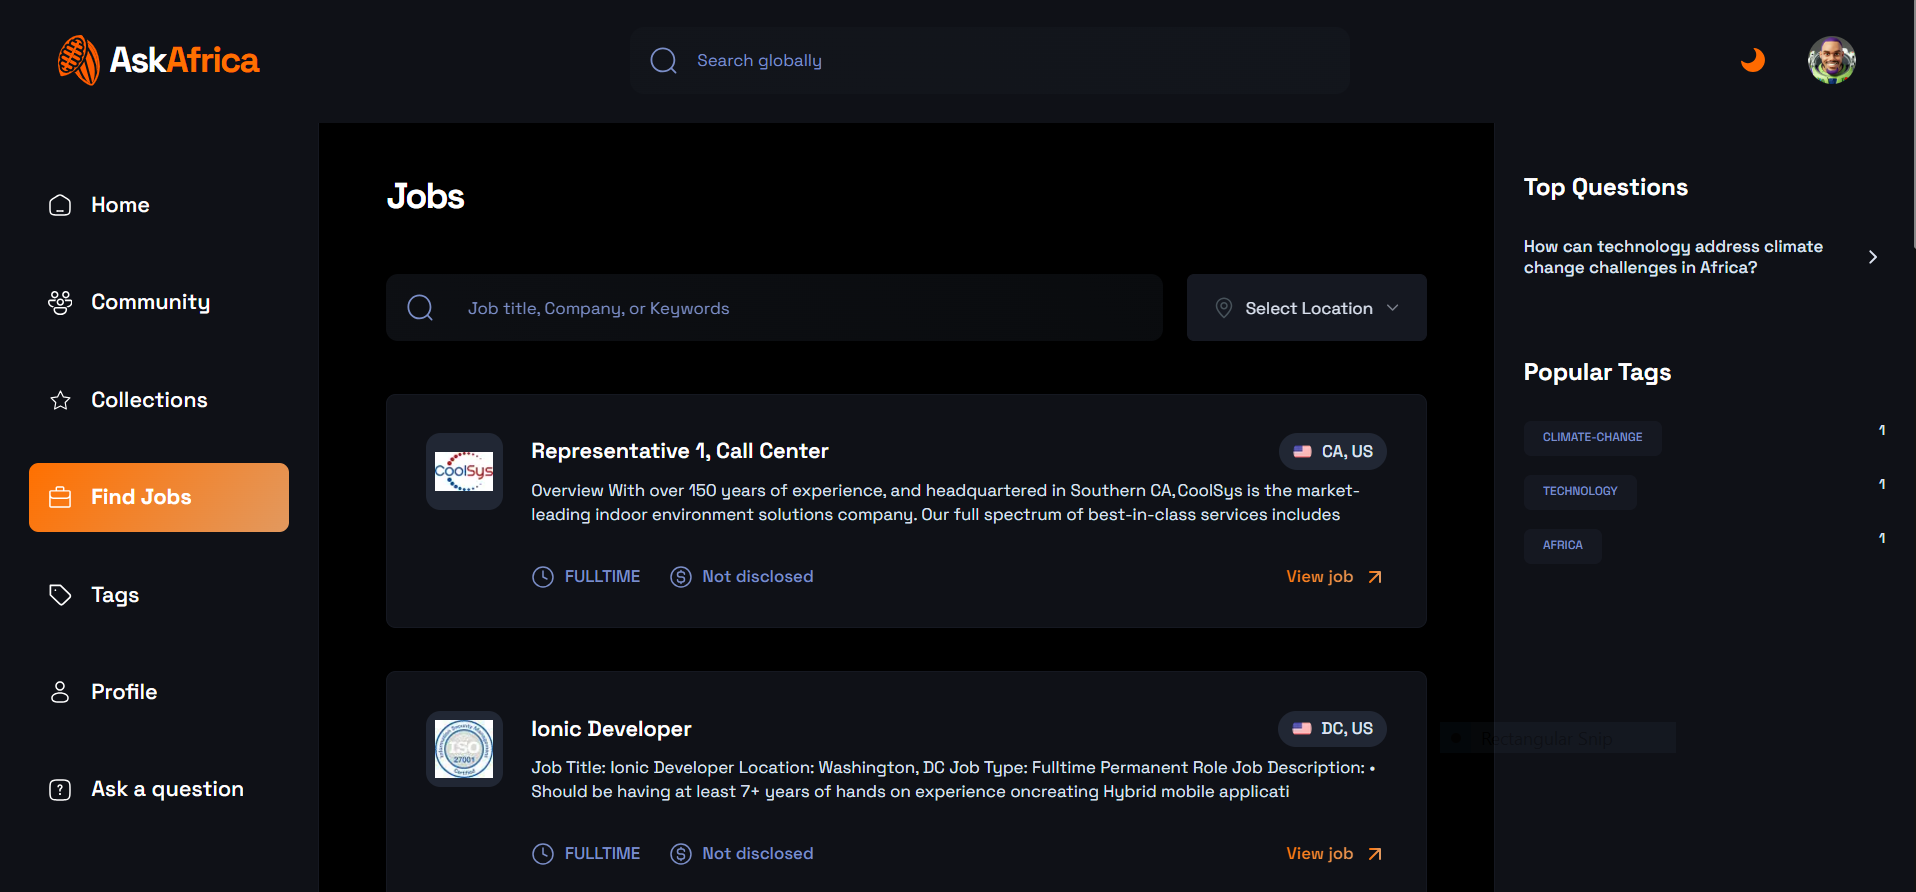 AskAfrica
Search globally
Home
Community
Collections
Find Jobs
Tags
Profile
Ask a question
Jobs
Job title, Company, or Keywords
Select Location
CoolSys
Representative 1, Call Center
CA, US
Overview With over 150 years of experience, and headquartered in Southern CA, CoolSys is the market-
leading indoor environment solutions company. Our full spectrum of best-in-class services includes
FULLTIME
Not disclosed
View job
Information Security Management
ISO
27001
Certified
Ionic Developer
DC, US
Job Title: Ionic Developer Location: Washington, DC Job Type: Fulltime Permanent Role Job Description: •
Should be having at least 7+ years of hands on experience oncreating Hybrid mobile applicati
FULLTIME
Not disclosed
View job
Top Questions
How can technology address climate
change challenges in Africa?
Popular Tags
CLIMATE-CHANGE
1
TECHNOLOGY
1
AFRICA
1
Rectangular Snip